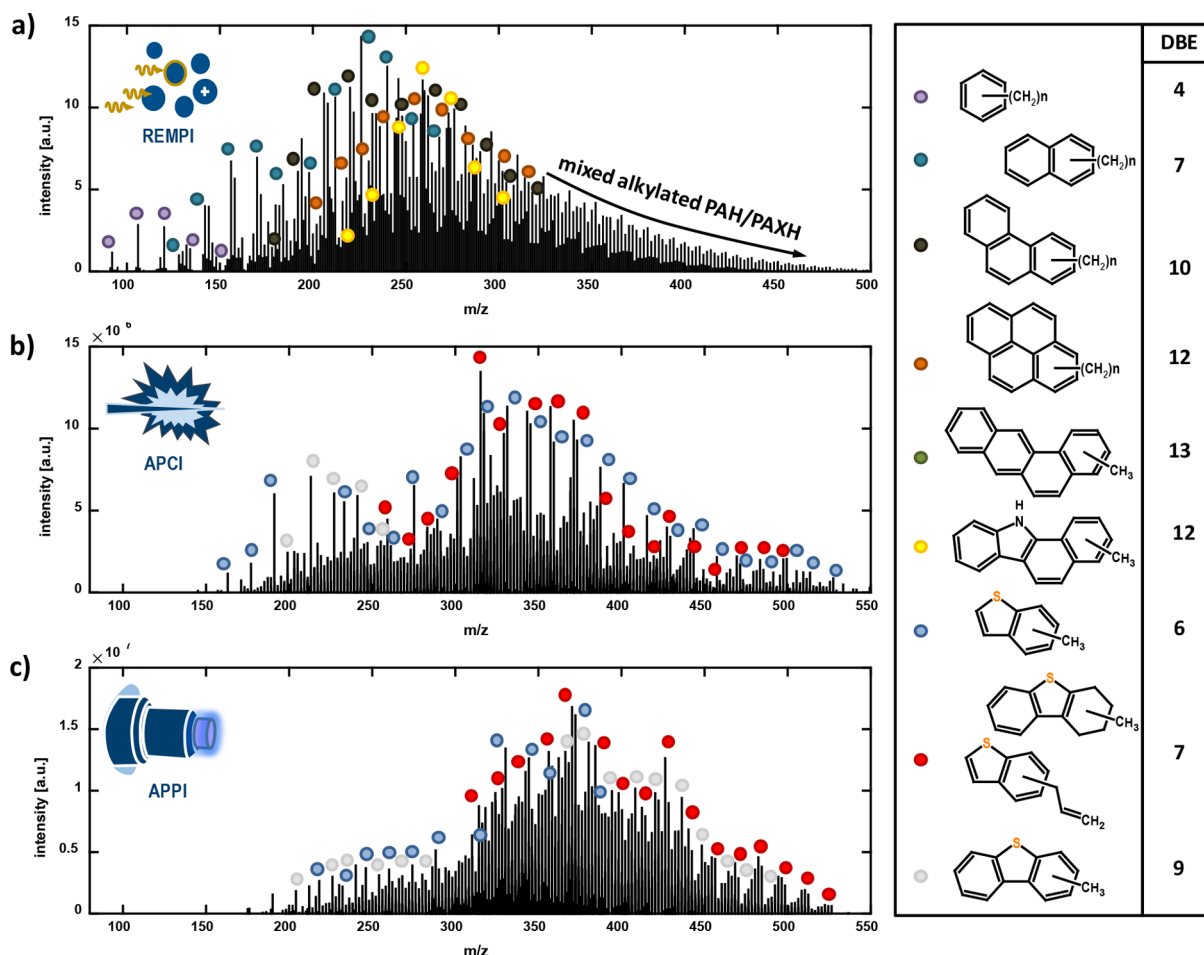 a)
15
10
5
0
intensity [a.u.]
REMPI
mixed alkylated PAH/PAXH
100 150 200 250 300 350 400 450 500
m/z
b)
15
10
5
0
intensity [a.u.]
APCI
100 150 200 250 300 350 400 450 500 550
m/z
c)
2
1.5
1
0.5
0
intensity [a.u.]
APPI
100 150 200 250 300 350 400 450 500 550
m/z
DBE
(CH₂)n
4
(CH₂)n
7
(CH₂)n
10
(CH₂)n
12
CH₃
13
H
N
CH₃
12
S
CH₃
6
S
CH₃
7
S
CH₂
S
CH₃
9